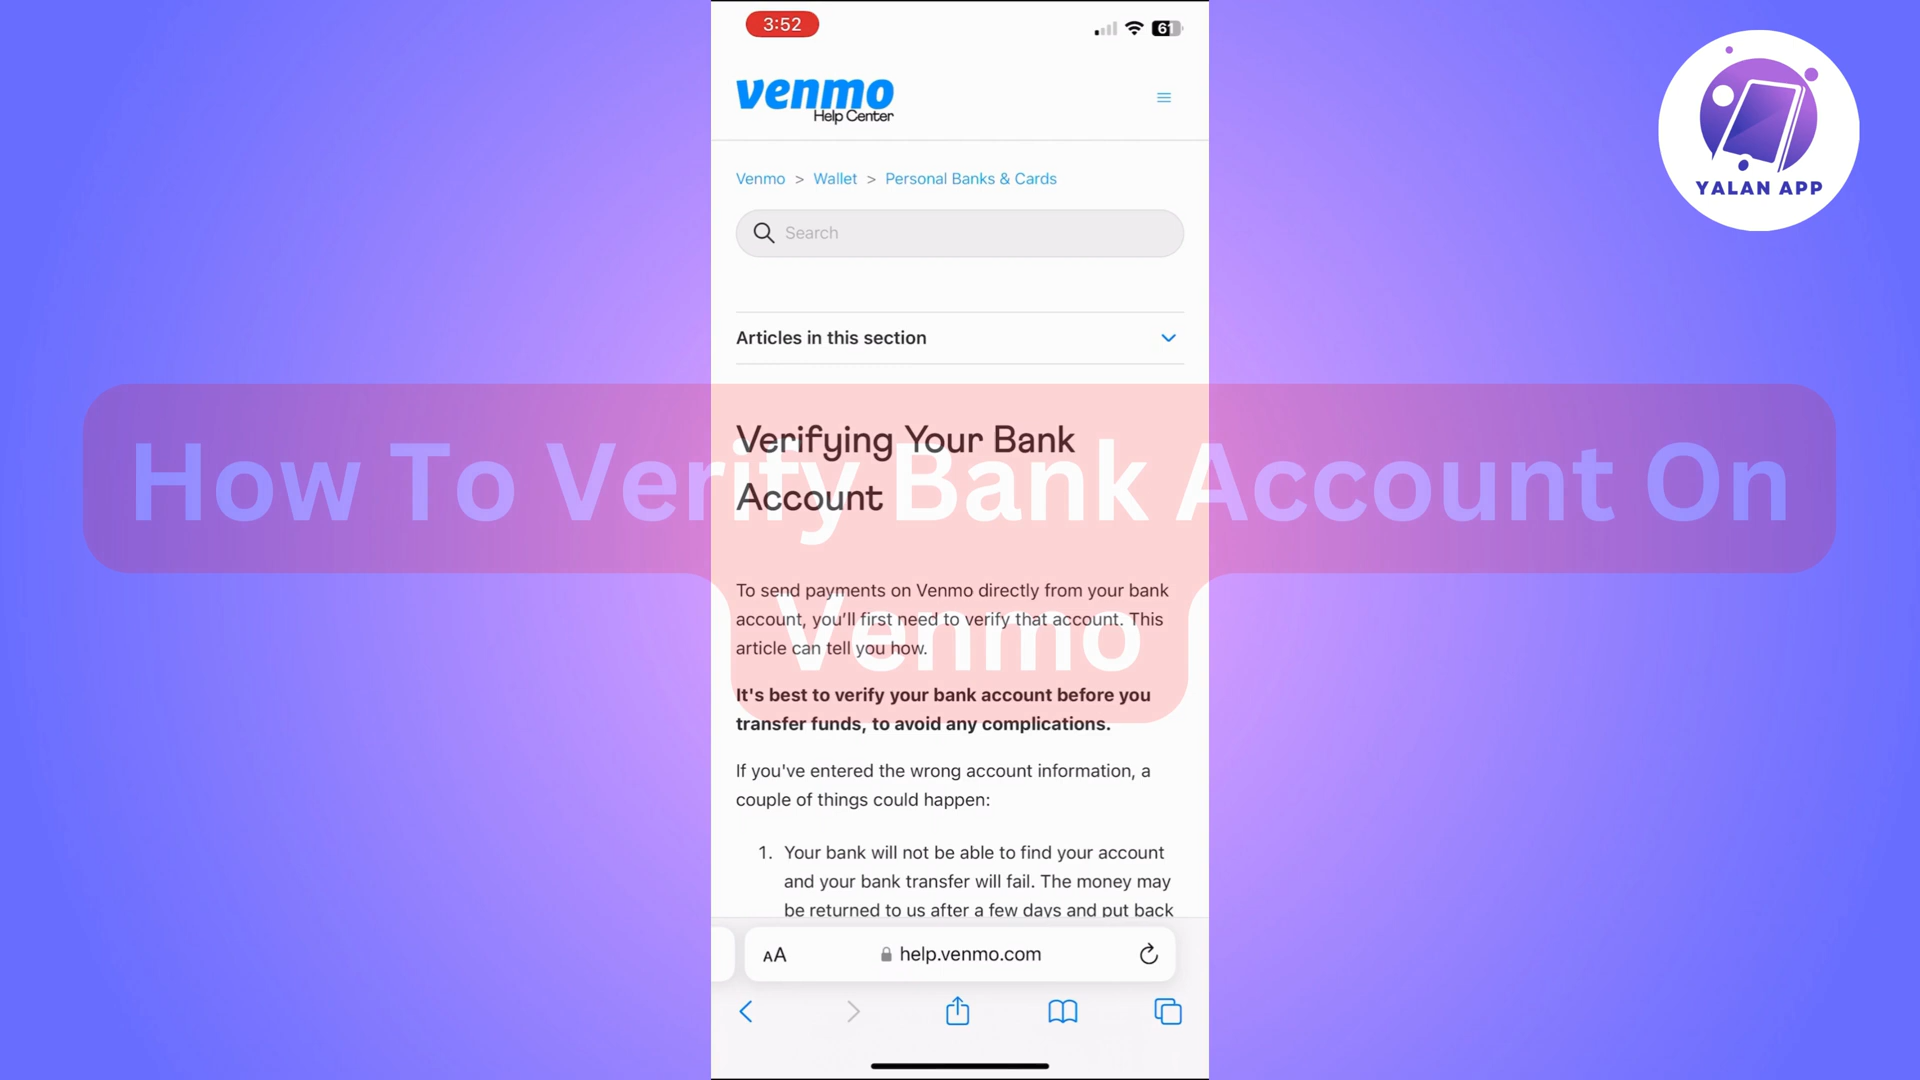 3:52
61
venmo
Help Center
Venmo > Wallet > Personal Banks & Cards
Search
YALAN APP
Articles in this section
Verifying Your Bank
Account
How To Verify Bank Account On
Venmo
To send payments on Venmo directly from your bank
account, you’ll first need to verify that account. This
article can tell you how.
It's best to verify your bank account before you
transfer funds, to avoid any complications.
If you've entered the wrong account information, a
couple of things could happen:
1. Your bank will not be able to find your account
and your bank transfer will fail. The money may
be returned to us after a few days and put back
AA
help.venmo.com